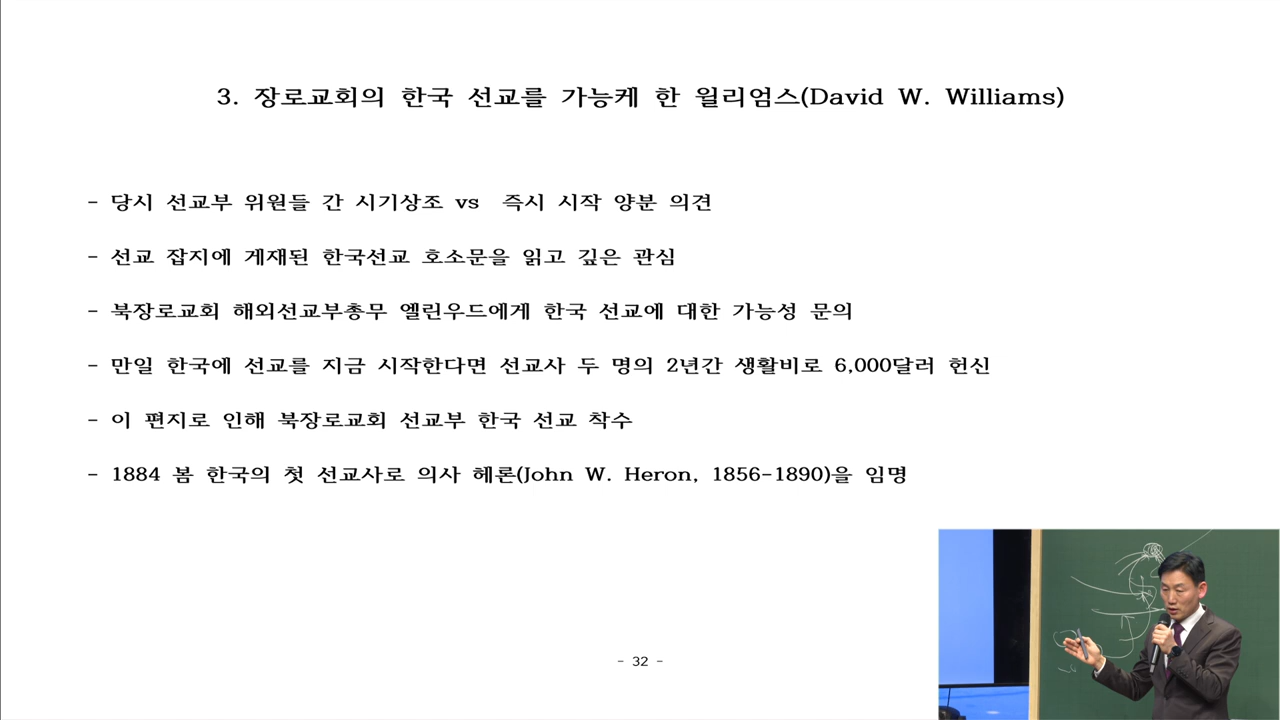 3. 장로교회의 한국 선교를 가능케 한 윌리엄스(David W. Williams)
- 당시 선교부 위원들 간 시기상조 vs 즉시 시작 양분 의견
- 선교 잡지에 게재된 한국선교 호소문을 읽고 깊은 관심
- 북장로교회 해외선교부총무 엘린우드에게 한국 선교에 대한 가능성 문의
- 만일 한국에 선교를 지금 시작한다면 선교사 두 명의 2년간 생활비로 6,000달러 헌신
- 이 편지로 인해 북장로교회 선교부 한국 선교 착수
- 1884 봄 한국의 첫 선교사로 의사 헤론(John W. Heron, 1856-1890)을 임명
- 32 -